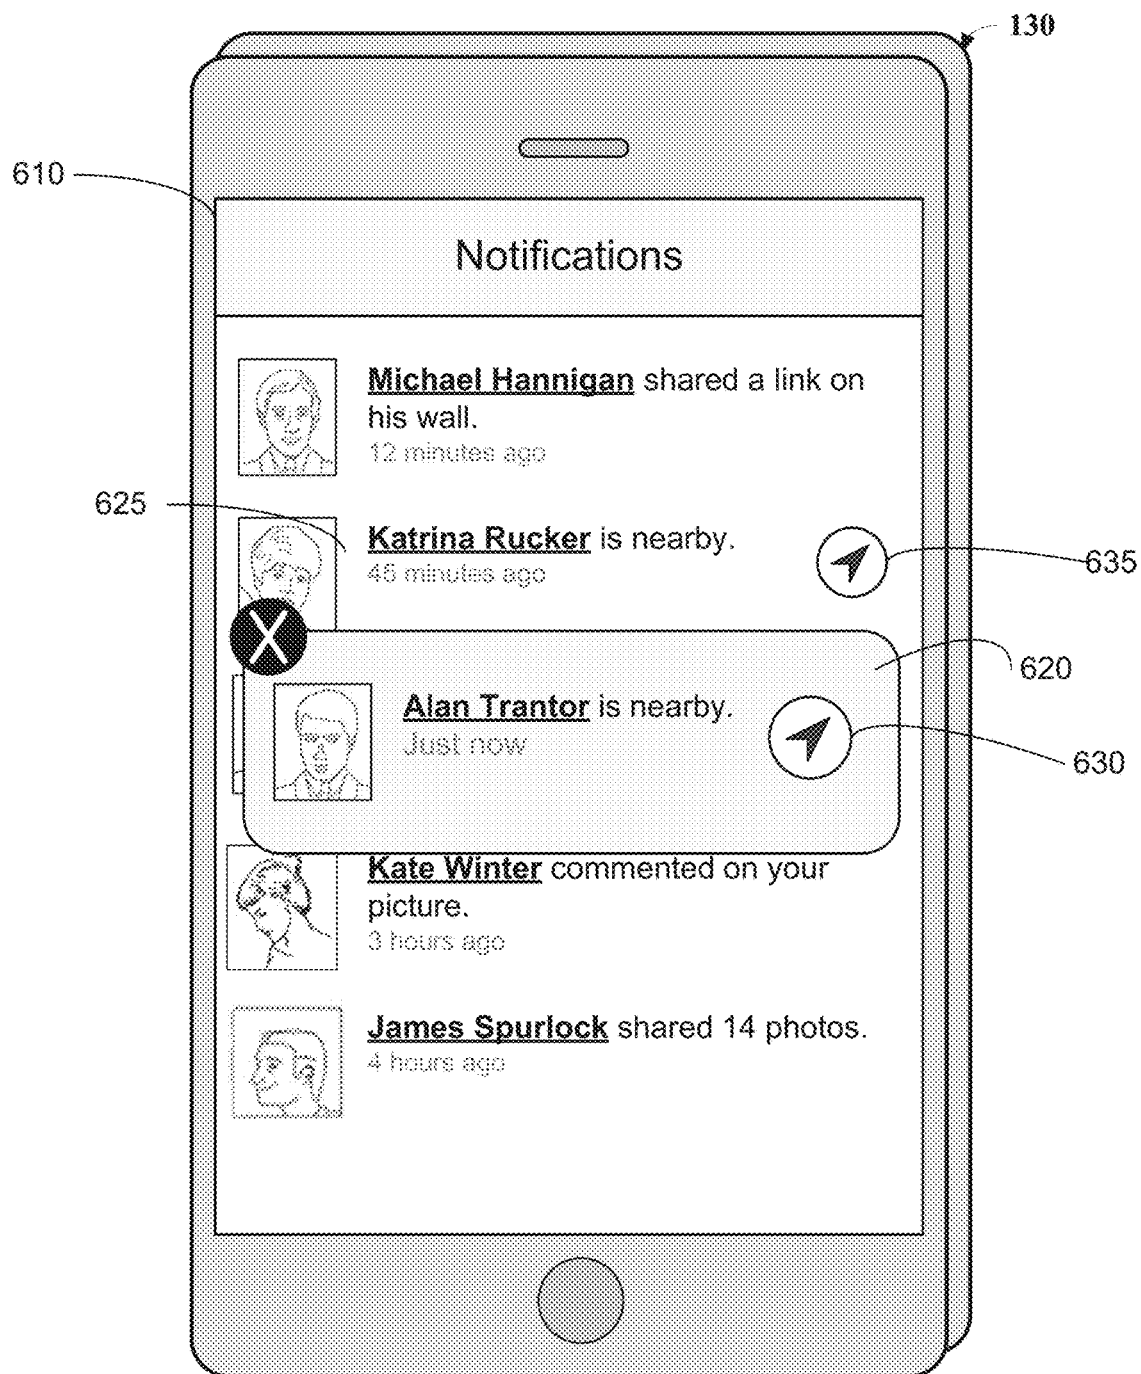 130
610
Notifications
Michael Hannigan shared a link on
his wall.
12 minutes ago
625
Katrina Rucker is nearby.
45 minutes ago
635
X
Alan Trantor is nearby.
Just now
620
630
Kate Winter commented on your
picture.
3 hours ago
James Spurlock shared 14 photos.
4 hours ago